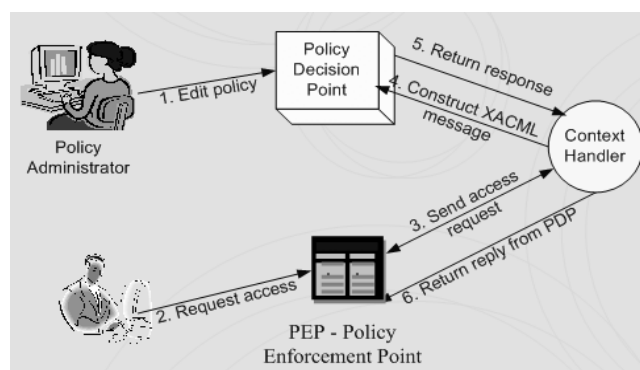 Policy
Decision
Point
5. Return response
4. Construct XACML
message
1. Edit policy
Policy
Administrator
Context
Handler
3. Send access
request
2. Request access
6. Return reply from PDP
PEP - Policy
Enforcement Point